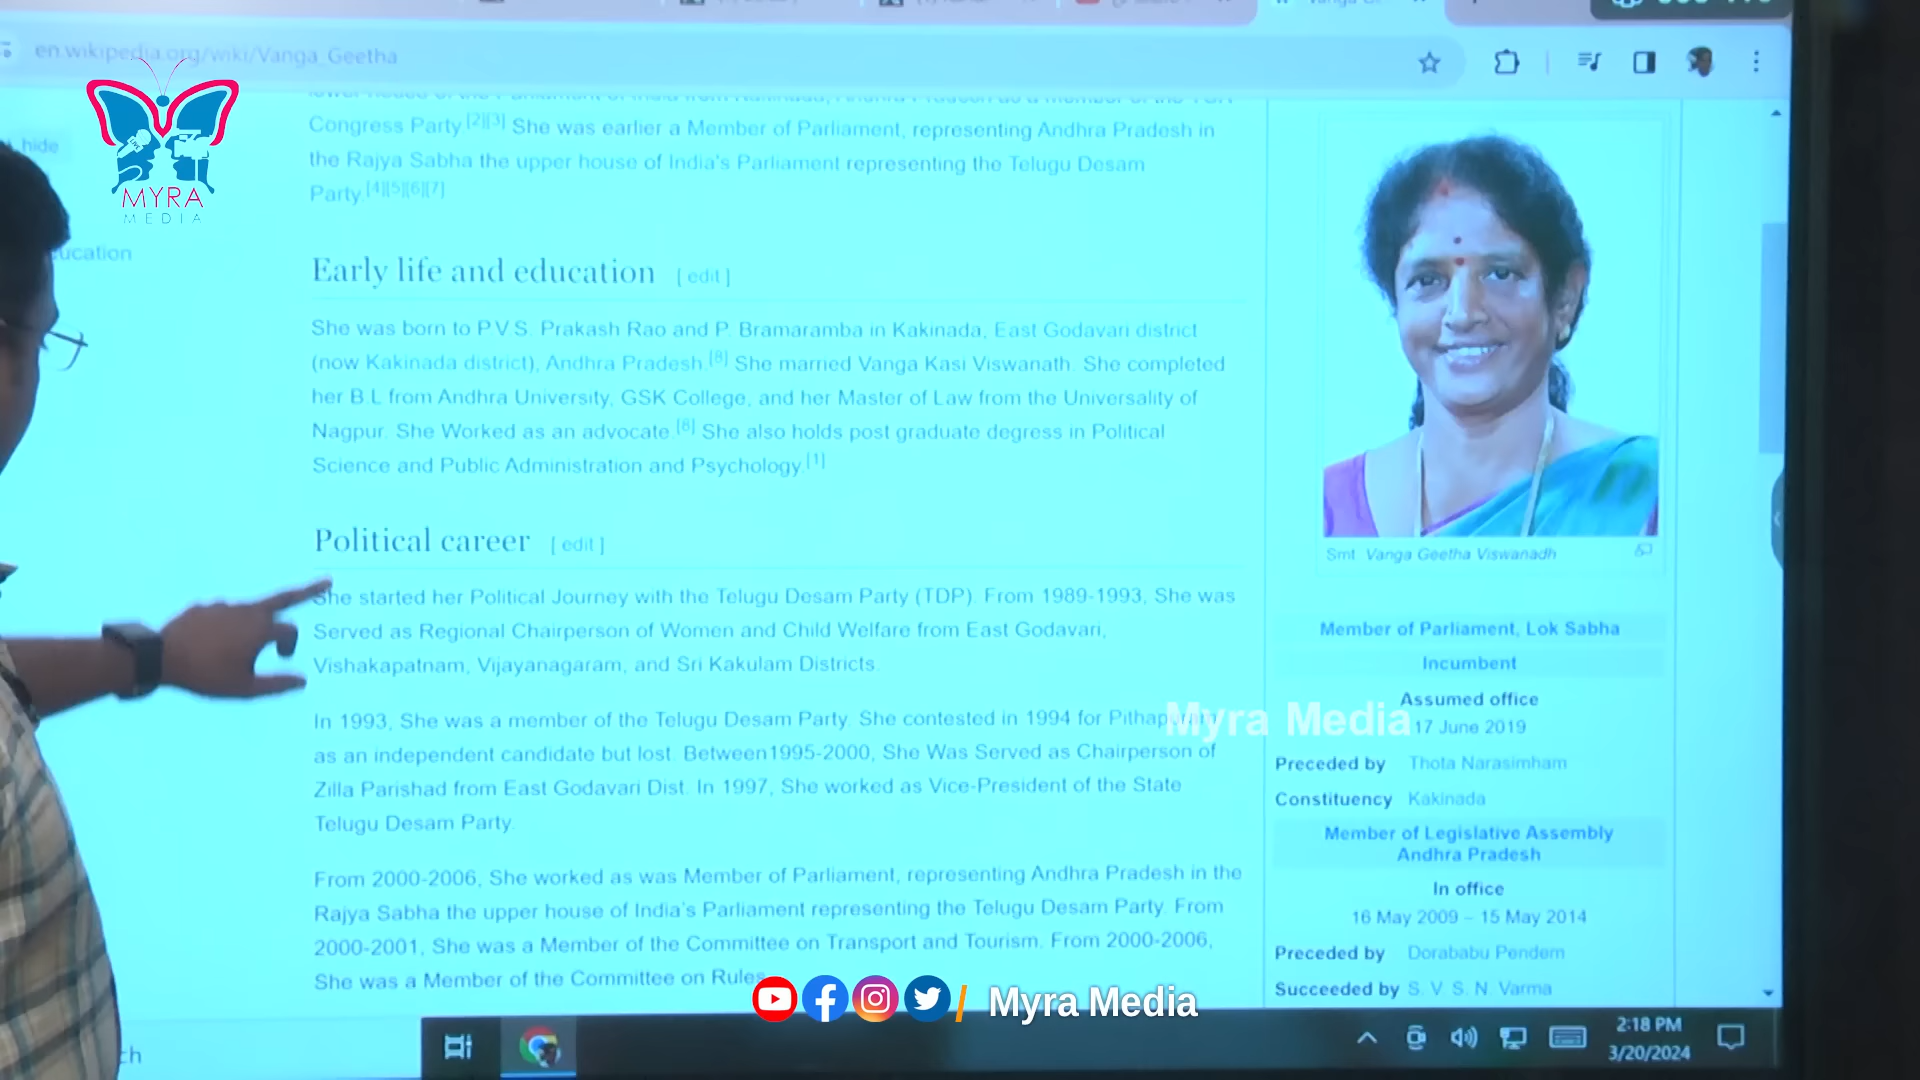 en.wikipedia.org/wiki/Vanga_Geetha
hide
MYRA
MEDIA
ucation
Congress Party.[2][3] She was earlier a Member of Parliament, representing Andhra Pradesh in
the Rajya Sabha the upper house of India's Parliament representing the Telugu Desam
Party.[4][5][6][7]
Early life and education [ edit ]
She was born to P.V.S. Prakash Rao and P. Bramaramba in Kakinada, East Godavari district
(now Kakinada district), Andhra Pradesh.[8] She married Vanga Kasi Viswanath. She completed
her B.L from Andhra University, GSK College, and her Master of Law from the Universality of
Nagpur. She Worked as an advocate.[8] She also holds post graduate degress in Political
Science and Public Administration and Psychology.[1]
Political career [ edit ]
She started her Political Journey with the Telugu Desam Party (TDP). From 1989-1993, She was
Served as Regional Chairperson of Women and Child Welfare from East Godavari,
Vishakapatnam, Vijayanagaram, and Sri Kakulam Districts.
In 1993, She was a member of the Telugu Desam Party. She contested in 1994 for Pithapuram
as an independent candidate but lost. Between1995-2000, She Was Served as Chairperson of
Zilla Parishad from East Godavari Dist. In 1997, She worked as Vice-President of the State
Telugu Desam Party.
From 2000-2006, She worked as was Member of Parliament, representing Andhra Pradesh in the
Rajya Sabha the upper house of India's Parliament representing the Telugu Desam Party. From
2000-2001, She was a Member of the Committee on Transport and Tourism. From 2000-2006,
She was a Member of the Committee on Rules
Smt. Vanga Geetha Viswanadh
Member of Parliament, Lok Sabha
Incumbent
Assumed office
17 June 2019
Preceded by Thota Narasimham
Constituency Kakinada
Member of Legislative Assembly
Andhra Pradesh
In office
16 May 2009 – 15 May 2014
Preceded by Dorababu Pendem
Succeeded by S. V. S. N. Varma
Myra Media
/ Myra Media
ch
2:18 PM
3/20/2024